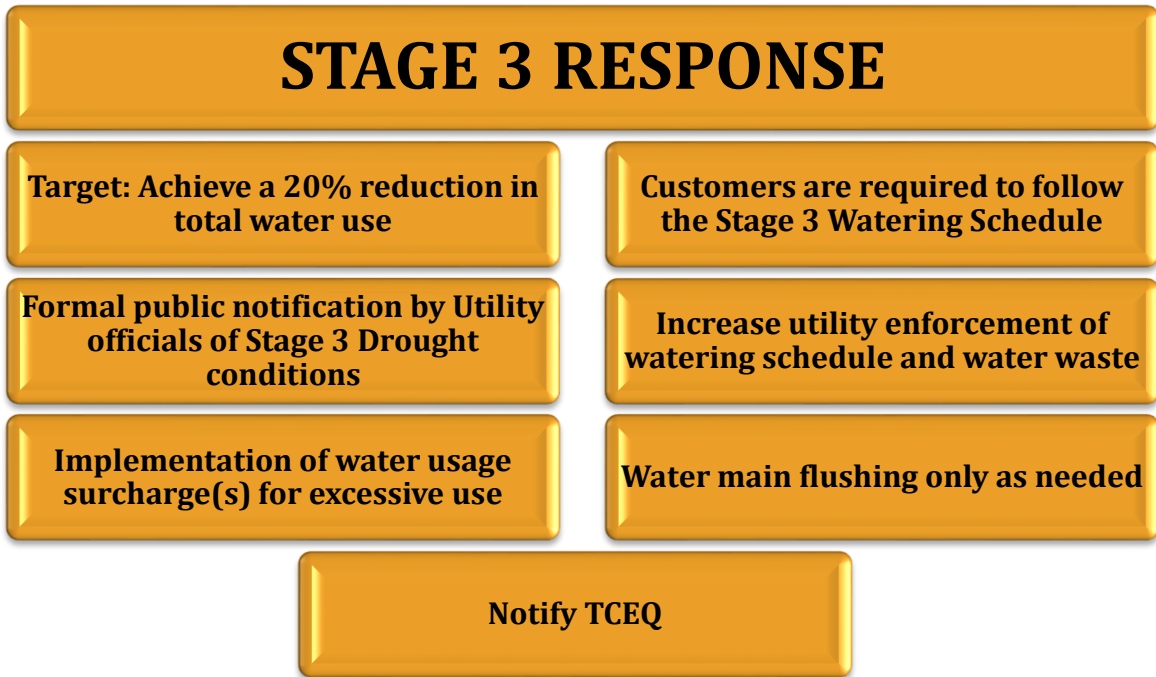 STAGE 3 RESPONSE
Target: Achieve a 20% reduction in
total water use
Customers are required to follow
the Stage 3 Watering Schedule
Formal public notification by Utility
officials of Stage 3 Drought
conditions
Increase utility enforcement of
watering schedule and water waste
Implementation of water usage
surcharge(s) for excessive use
Water main flushing only as needed
Notify TCEQ